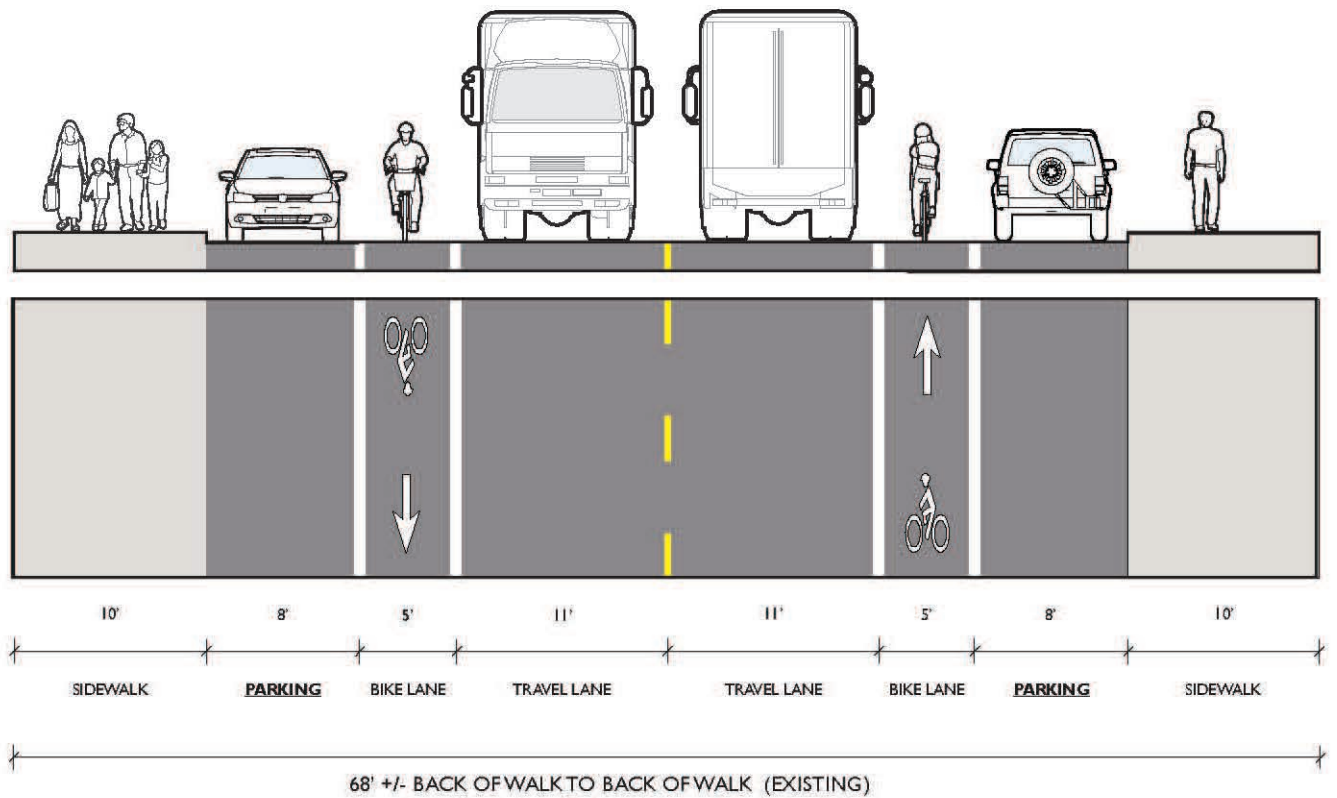 10' 8' 5' 11' 11' 5' 8' 10'
SIDEWALK PARKING BIKE LANE TRAVEL LANE TRAVEL LANE BIKE LANE PARKING SIDEWALK
68' +/- BACK OF WALK TO BACK OF WALK (EXISTING)